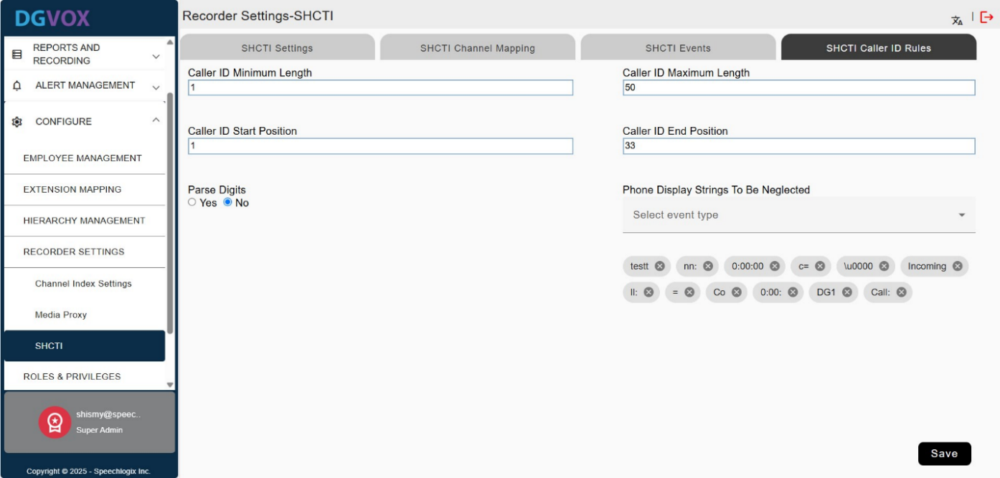 DGVOX
REPORTS AND
RECORDING
ALERT MANAGEMENT
CONFIGURE
EMPLOYEE MANAGEMENT
EXTENSION MAPPING
HIERARCHY MANAGEMENT
RECORDER SETTINGS
Channel Index Settings
Media Proxy
SHCTI
ROLES & PRIVILEGES
shismy@speec..
Super Admin
Copyright © 2025 - Speechlogix Inc.
Recorder Settings-SHCTI
SHCTI Settings SHCTI Channel Mapping SHCTI Events SHCTI Caller ID Rules
Caller ID Minimum Length Caller ID Maximum Length
1 50
Caller ID Start Position Caller ID End Position
1 33
Parse Digits Phone Display Strings To Be Neglected
Yes No
Select event type
testt nn: 0:00:00 c= \u0000 Incoming
ll: = Co 0:00: DG1 Call:
Save